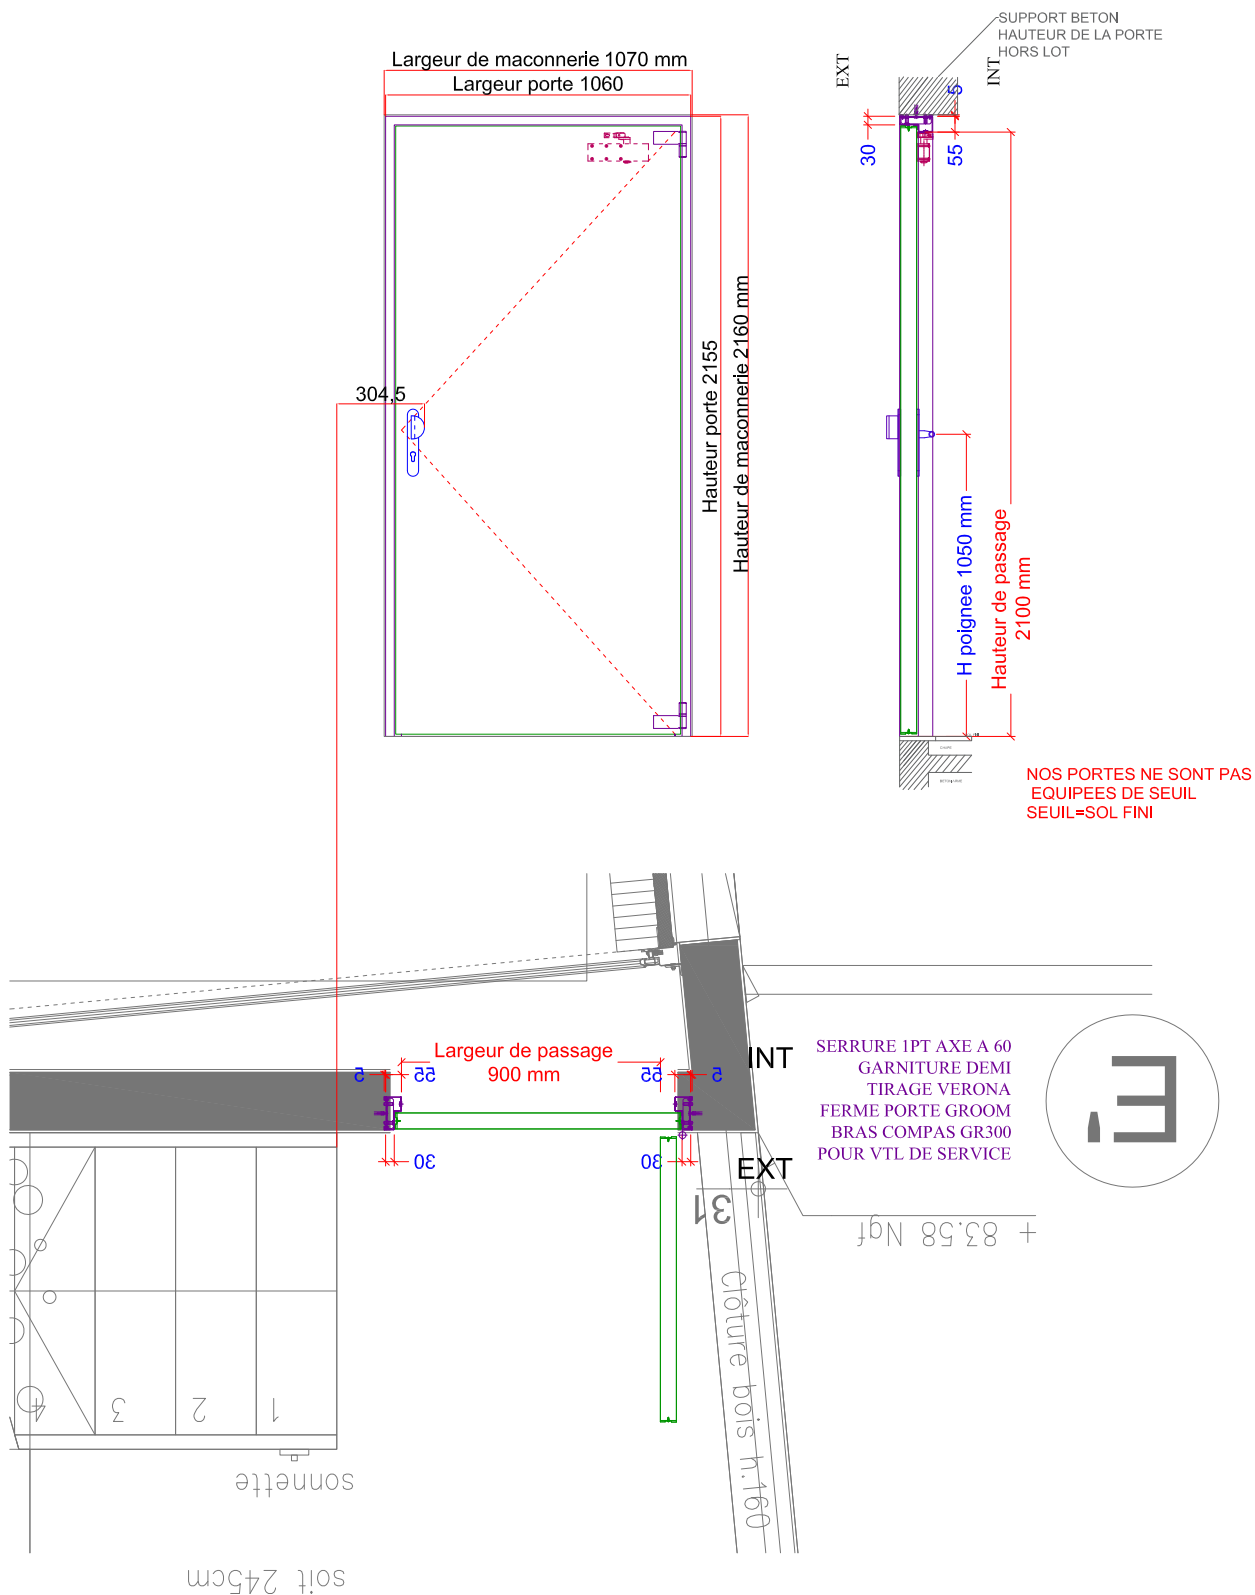 SUPPORT BETON
HAUTEUR DE LA PORTE
HORS LOT
Largeur de maconnerie 1070 mm
Largeur porte 1060
EXT
INT
5
30
55
304,5
Hauteur porte 2155
Hauteur de maconnerie 2160 mm
H poignee 1050 mm
Hauteur de passage
2100 mm
NOS PORTES NE SONT PAS
EQUIPEES DE SEUIL
SEUIL=SOL FINI
Largeur de passage
900 mm
5
55
55
5
INT
30
30
EXT
SERRURE 1PT AXE A 60
GARNITURE DEMI
TIRAGE VERONA
FERME PORTE GROOM
BRAS COMPAS GR300
POUR VTL DE SERVICE
E'
31
+ 83.58 Ngf
Clôture bois h.160
4
3
2
1
sonnette
soit 245cm